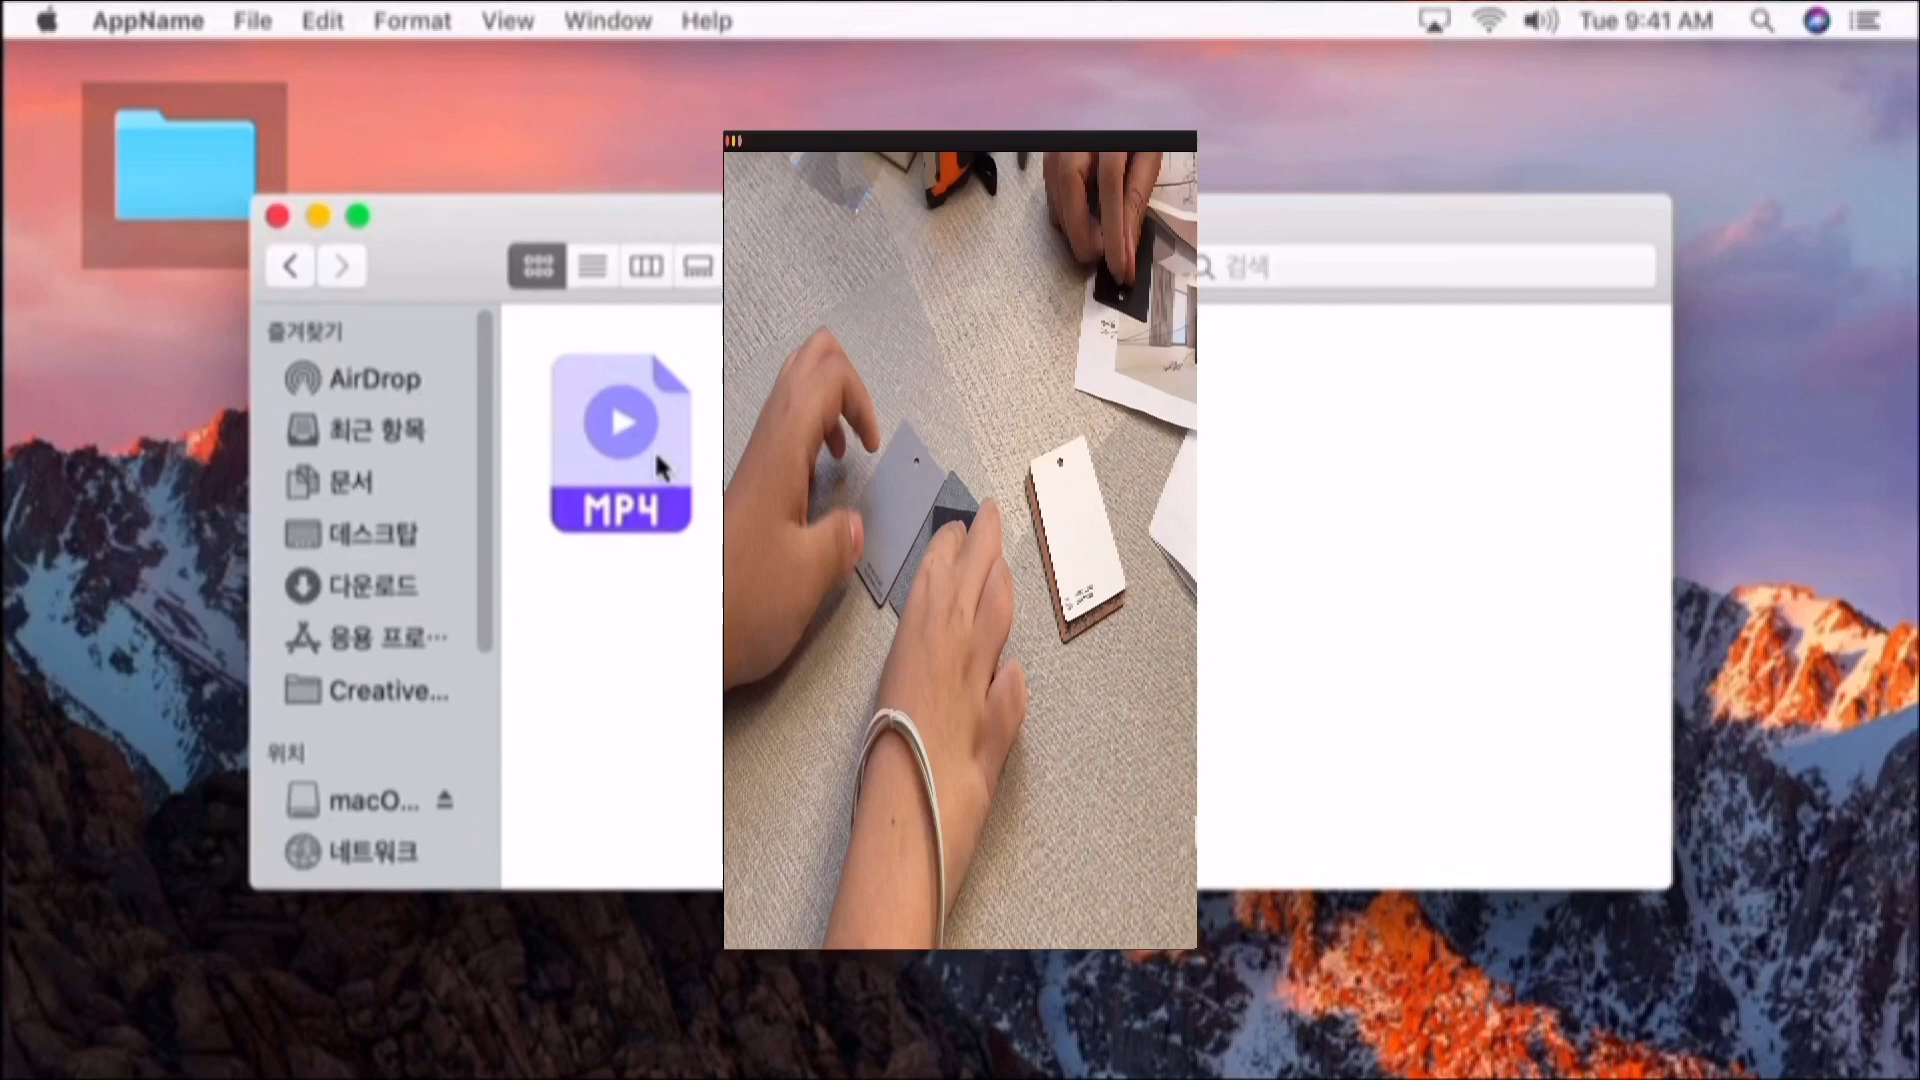 AppName File Edit Format View Window Help
Tue 9:41 AM
검색
즐겨찾기
AirDrop
최근 항목
문서
데스크탑
다운로드
응용 프로…
Creative...
위치
macO...
네트워크
MP4